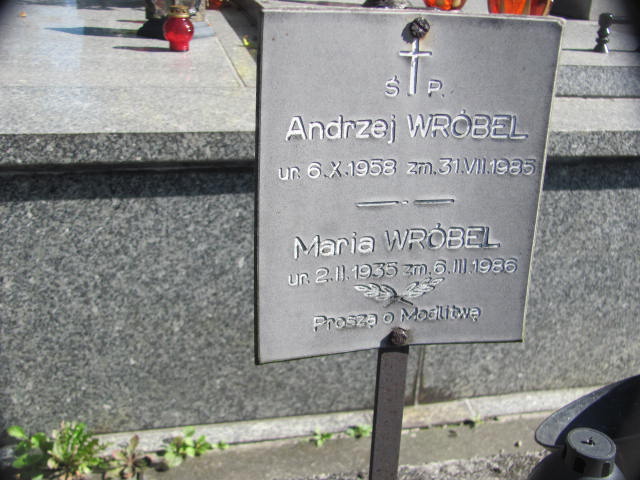 Ś P.
Andrzej WRÓBEL
ur. 6.X.1958 zm. 31.VII.1985
Maria WRÓBEL
ur. 2.II.1935 zm. 6.III.1986
Proszą o Modlitwę